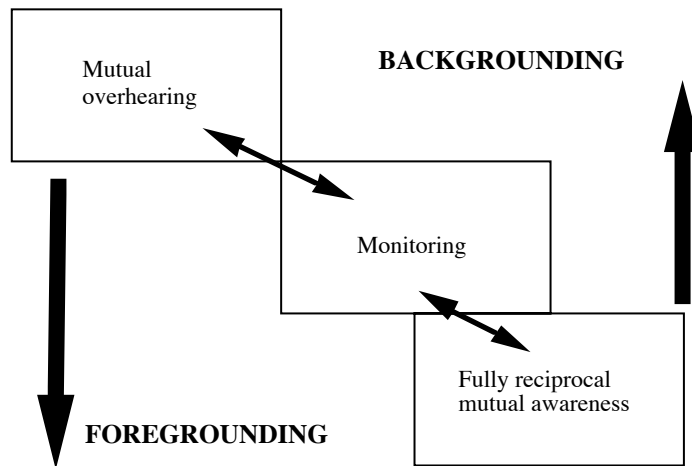 Mutual
overhearing
BACKGROUNDING
Monitoring
Fully reciprocal
mutual awareness
FOREGROUNDING